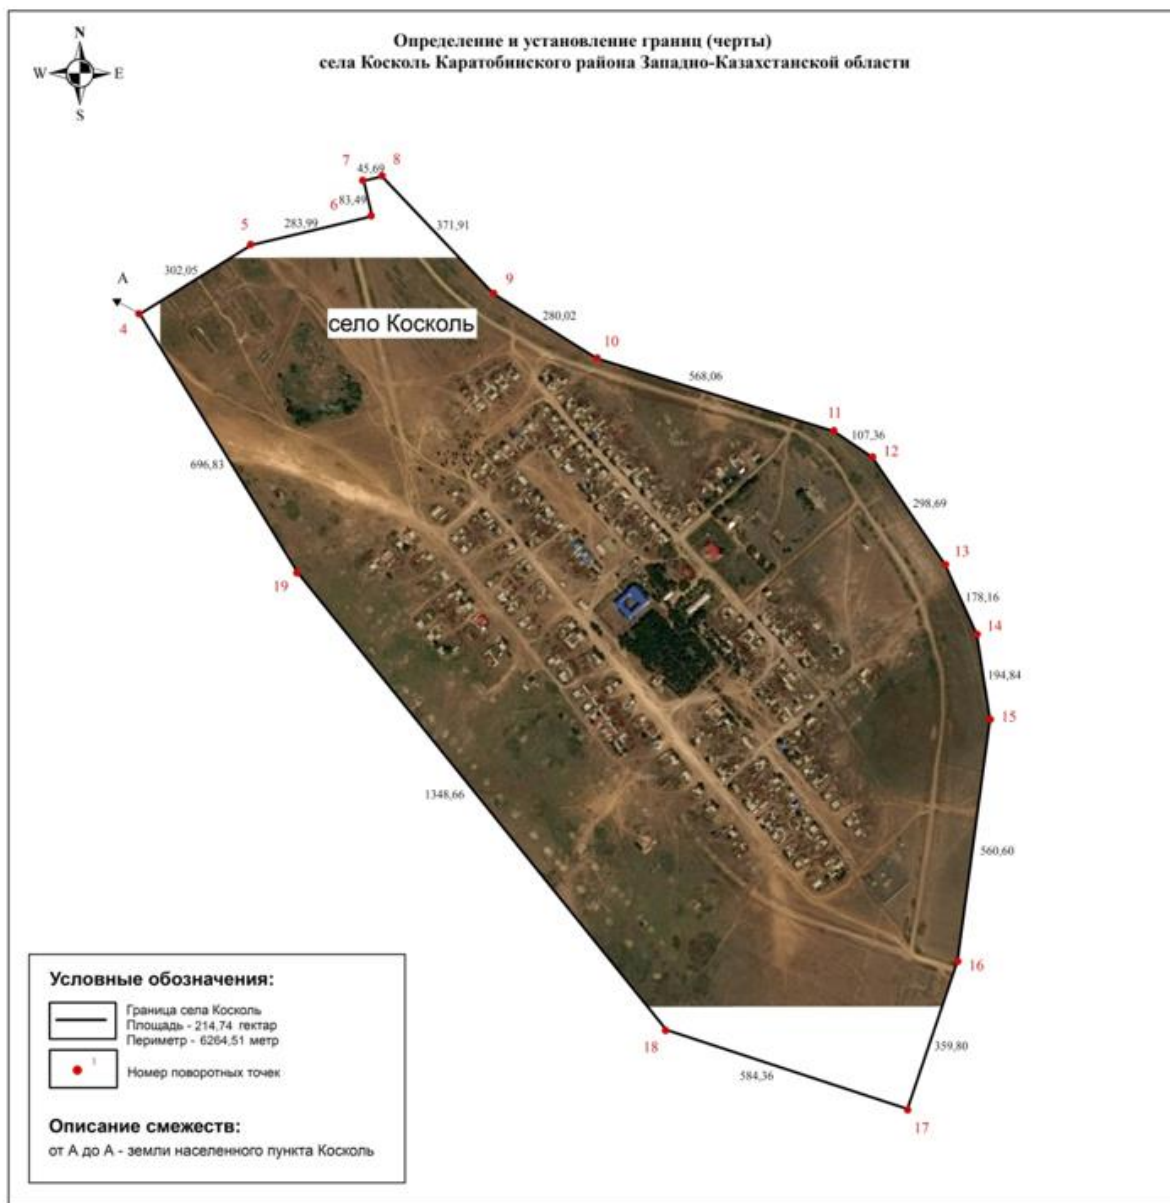 N
W
E
S
Определение и установление границ (черты)
села Косколь Каратобинского района Западно-Казахстанской области
7
45,69
8
6
83,49
5
283,99
371,91
302,05
A
4
9
280,02
село Косколь
10
568,06
11
107,36
12
696,83
298,69
13
19
178,16
14
194,84
15
1348,66
560,60
16
18
359,80
584,36
17
Условные обозначения:
Граница села Косколь
Площадь - 214,74 гектар
Периметр - 6264,51 метр
1
Номер поворотных точек
Описание смежеств:
от А до А - земли населенного пункта Косколь